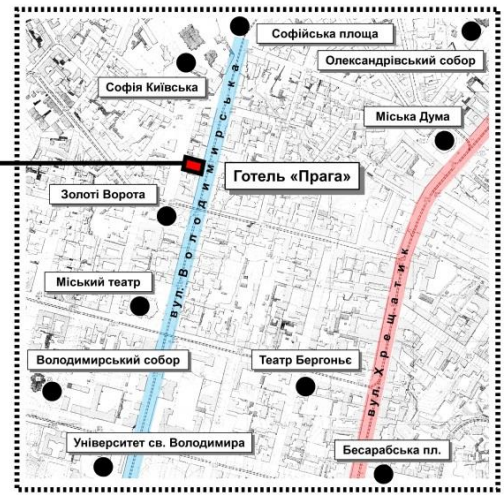 Софійська площа
Олександрівський собор
Софія Київська
Міська Дума
Готель «Прага»
Золоті Ворота
вул. Володимирська
Міський театр
вул. Хрещатик
Володимирський собор
Театр Бергоньє
Університет св. Володимира
Бесарабська пл.